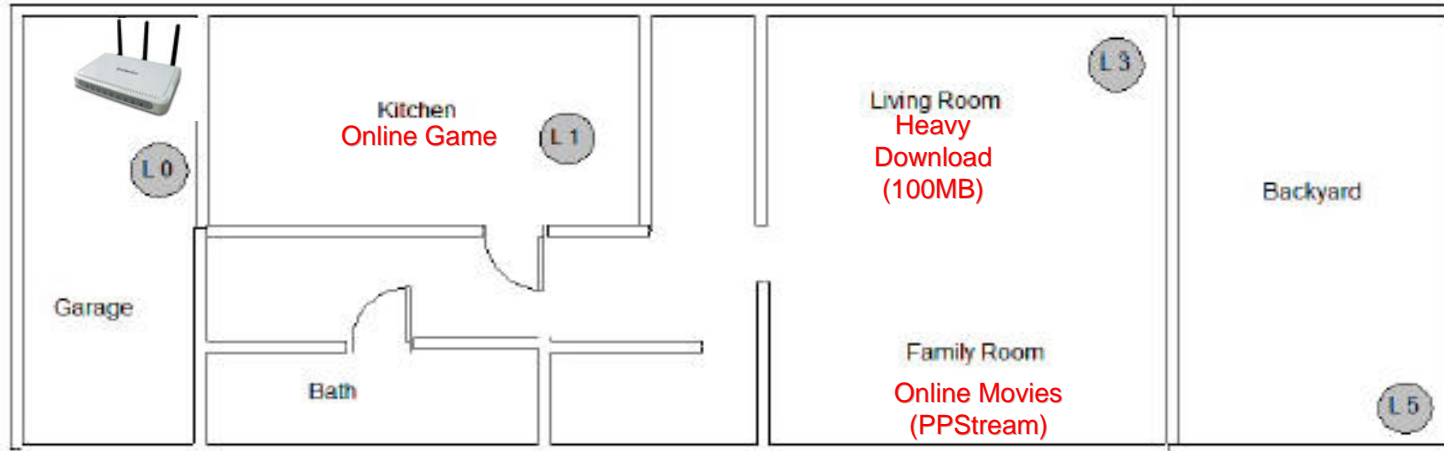 L 3
Kitchen
Living Room
Online Game
L 1
Heavy
Download
(100MB)
L 0
Backyard
Garage
Family Room
Bath
Online Movies
(PPStream)
L 5